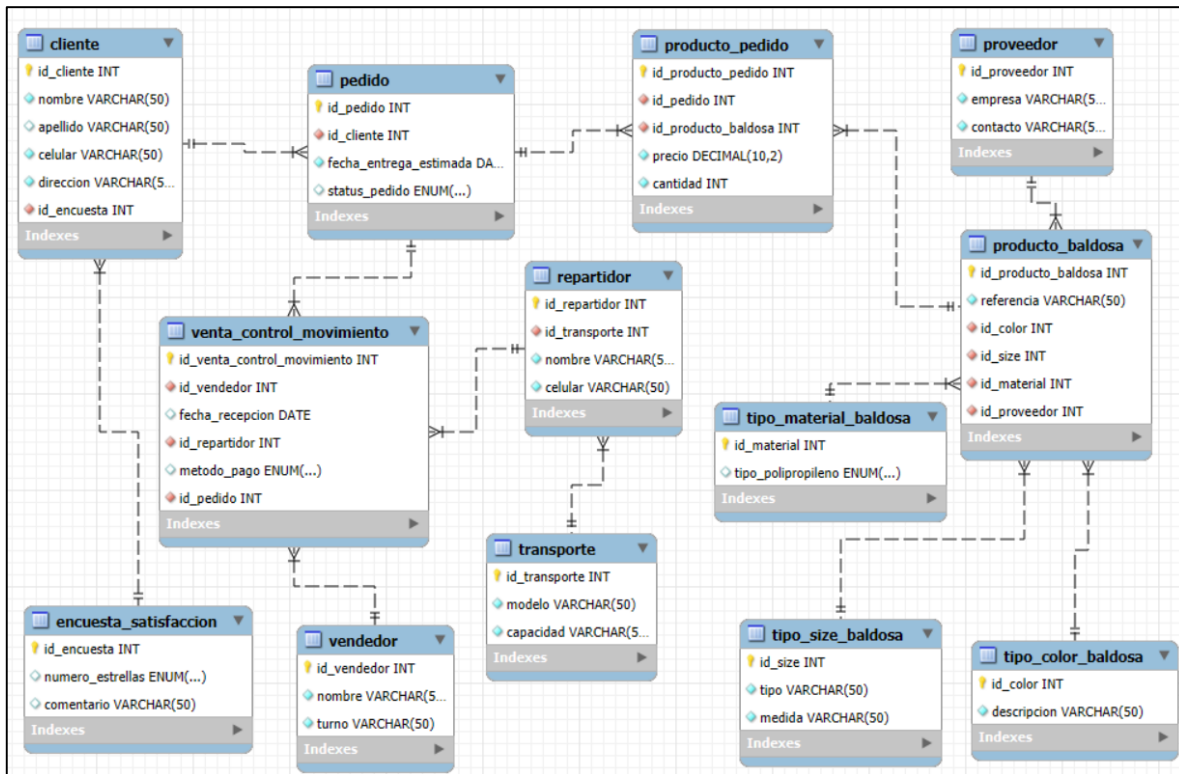 cliente
id_cliente INT
nombre VARCHAR(50)
apellido VARCHAR(50)
celular VARCHAR(50)
direccion VARCHAR(5...
id_encuesta INT
Indexes
pedido
id_pedido INT
id_cliente INT
fecha_entrega_estimada DA...
status_pedido ENUM(...)
Indexes
producto_pedido
id_producto_pedido INT
id_pedido INT
id_producto_baldosa INT
precio DECIMAL(10,2)
cantidad INT
Indexes
proveedor
id_proveedor INT
empresa VARCHAR(5...
contacto VARCHAR(5...
Indexes
producto_baldosa
id_producto_baldosa INT
referencia VARCHAR(50)
id_color INT
id_size INT
id_material INT
id_proveedor INT
Indexes
repartidor
id_repartidor INT
id_transporte INT
nombre VARCHAR(5...
celular VARCHAR(50)
Indexes
venta_control_movimiento
id_venta_control_movimiento INT
id_vendedor INT
fecha_recepcion DATE
id_repartidor INT
metodo_pago ENUM(...)
id_pedido INT
Indexes
tipo_material_baldosa
id_material INT
tipo_polipropileno ENUM(...)
Indexes
transporte
id_transporte INT
modelo VARCHAR(50)
capacidad VARCHAR(5...
Indexes
encuesta_satisfaccion
id_encuesta INT
numero_estrellas ENUM(...)
comentario VARCHAR(50)
Indexes
vendedor
id_vendedor INT
nombre VARCHAR(5...
turno VARCHAR(50)
Indexes
tipo_size_baldosa
id_size INT
tipo VARCHAR(50)
medida VARCHAR(50)
Indexes
tipo_color_baldosa
id_color INT
descripcion VARCHAR(50)
Indexes